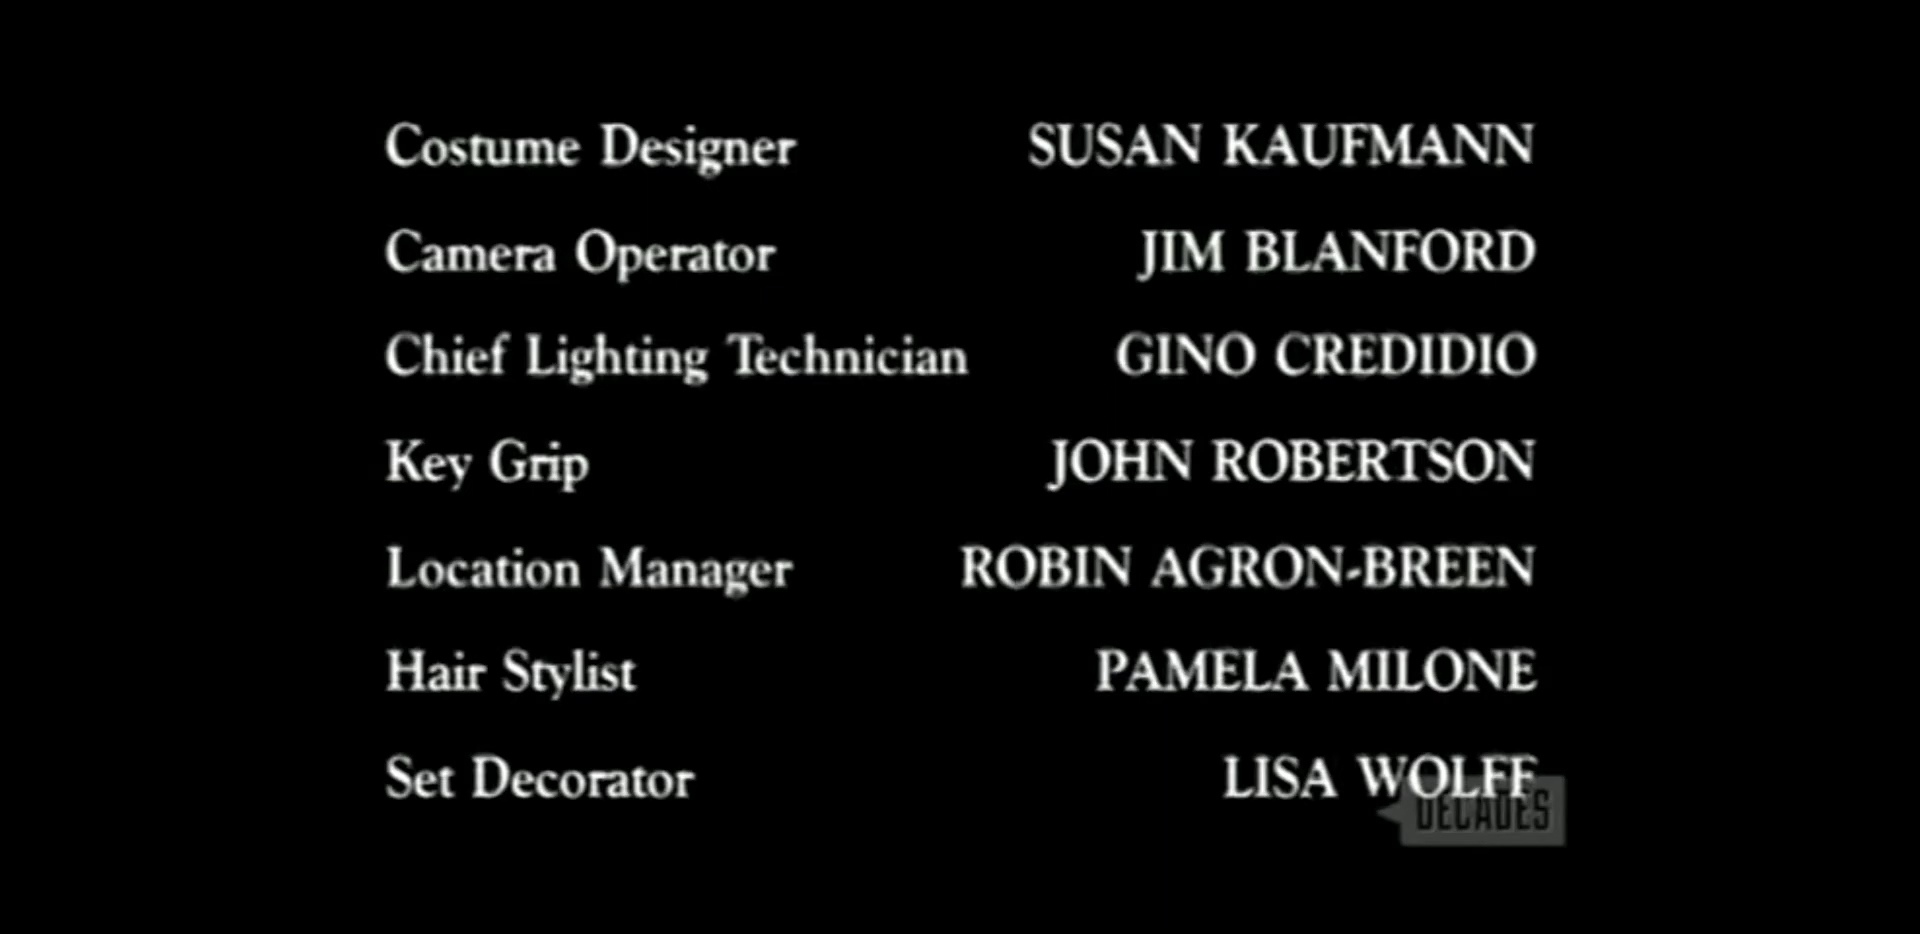 Costume Designer SUSAN KAUFMANN
Camera Operator JIM BLANFORD
Chief Lighting Technician GINO CREDIDIO
Key Grip JOHN ROBERTSON
Location Manager ROBIN AGRON-BREEN
Hair Stylist PAMELA MILONE
Set Decorator LISA WOLFF
DECADES